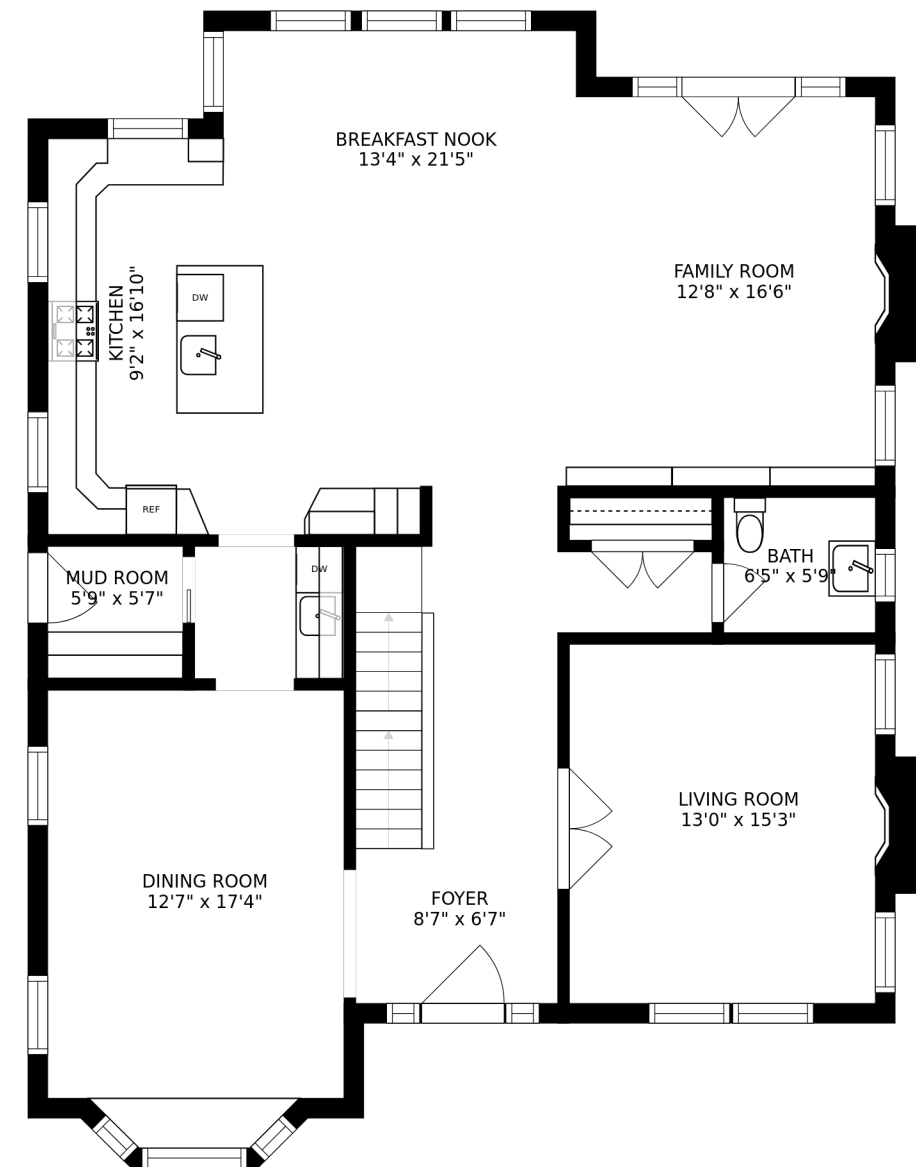 BREAKFAST NOOK
13'4" x 21'5"
FAMILY ROOM
12'8" x 16'6"
KITCHEN
9'2" x 16'10"
DW
REF
MUD ROOM
5'9" x 5'7"
DW
BATH
6'5" x 5'9"
LIVING ROOM
13'0" x 15'3"
DINING ROOM
12'7" x 17'4"
FOYER
8'7" x 6'7"